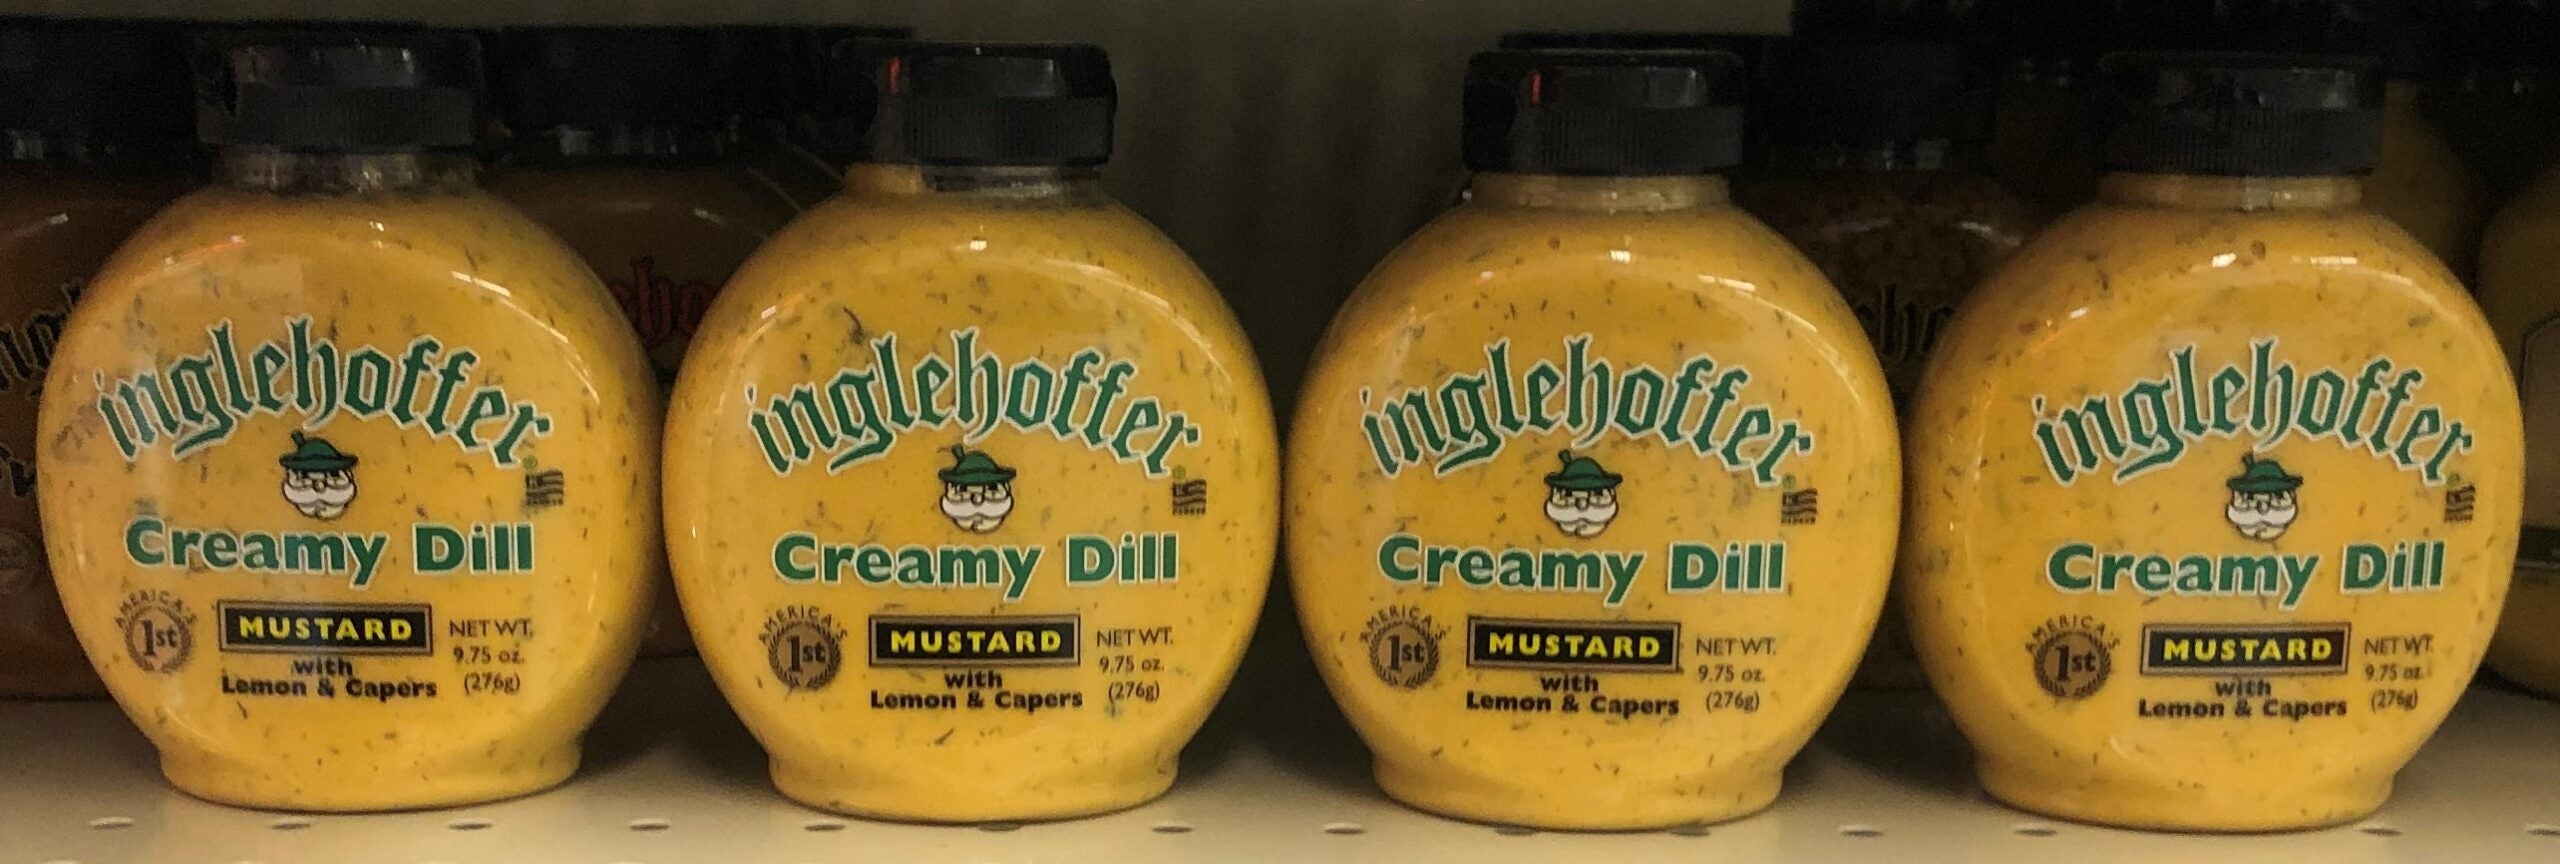 inglehoffer
Creamy Dill
AMERICA'S
1st
MUSTARD
with
Lemon & Capers
NET WT.
9.75 oz.
(276g)
inglehoffer
Creamy Dill
AMERICA'S
1st
MUSTARD
with
Lemon & Capers
NET WT.
9.75 oz.
(276g)
inglehoffer
Creamy Dill
AMERICA'S
1st
MUSTARD
with
Lemon & Capers
NET WT.
9.75 oz.
(276g)
inglehoffer
Creamy Dill
AMERICA'S
1st
MUSTARD
with
Lemon & Capers
NET WT.
9.75 oz.
(276g)